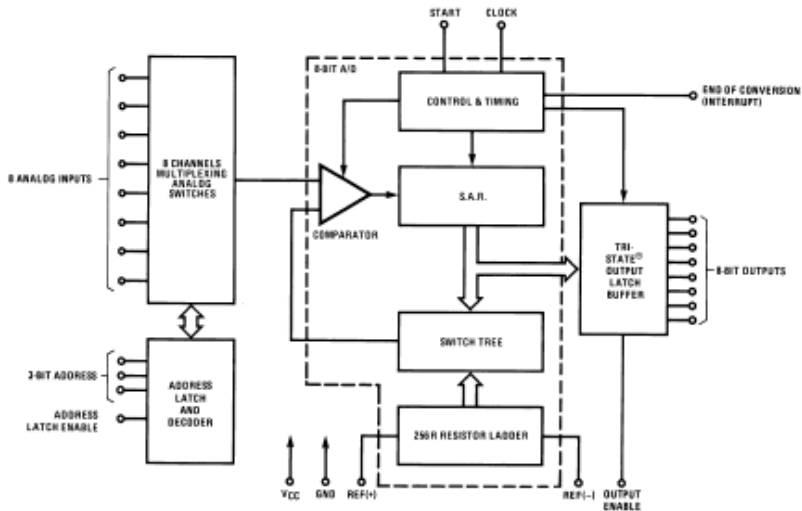 START
CLOCK
8-BIT A/D
CONTROL & TIMING
END OF CONVERSION
(INTERRUPT)
8 ANALOG INPUTS
8 CHANNELS
MULTIPLEXING
ANALOG
SWITCHES
S.A.R.
COMPARATOR
TRI-
STATE®
OUTPUT
LATCH
BUFFER
8-BIT OUTPUTS
SWITCH TREE
3-BIT ADDRESS
ADDRESS
LATCH
AND
DECODER
ADDRESS
LATCH ENABLE
256R RESISTOR LADDER
VCC
GND
REF(+)
REF(−)
OUTPUT
ENABLE